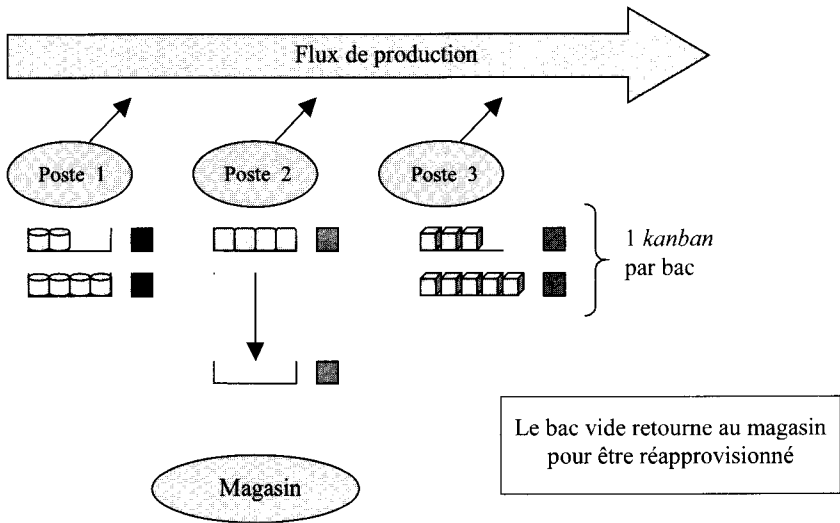 Flux de production
Poste 1
Poste 2
Poste 3
1 kanban
par bac
Le bac vide retourne au magasin
pour être réapprovisionné
Magasin